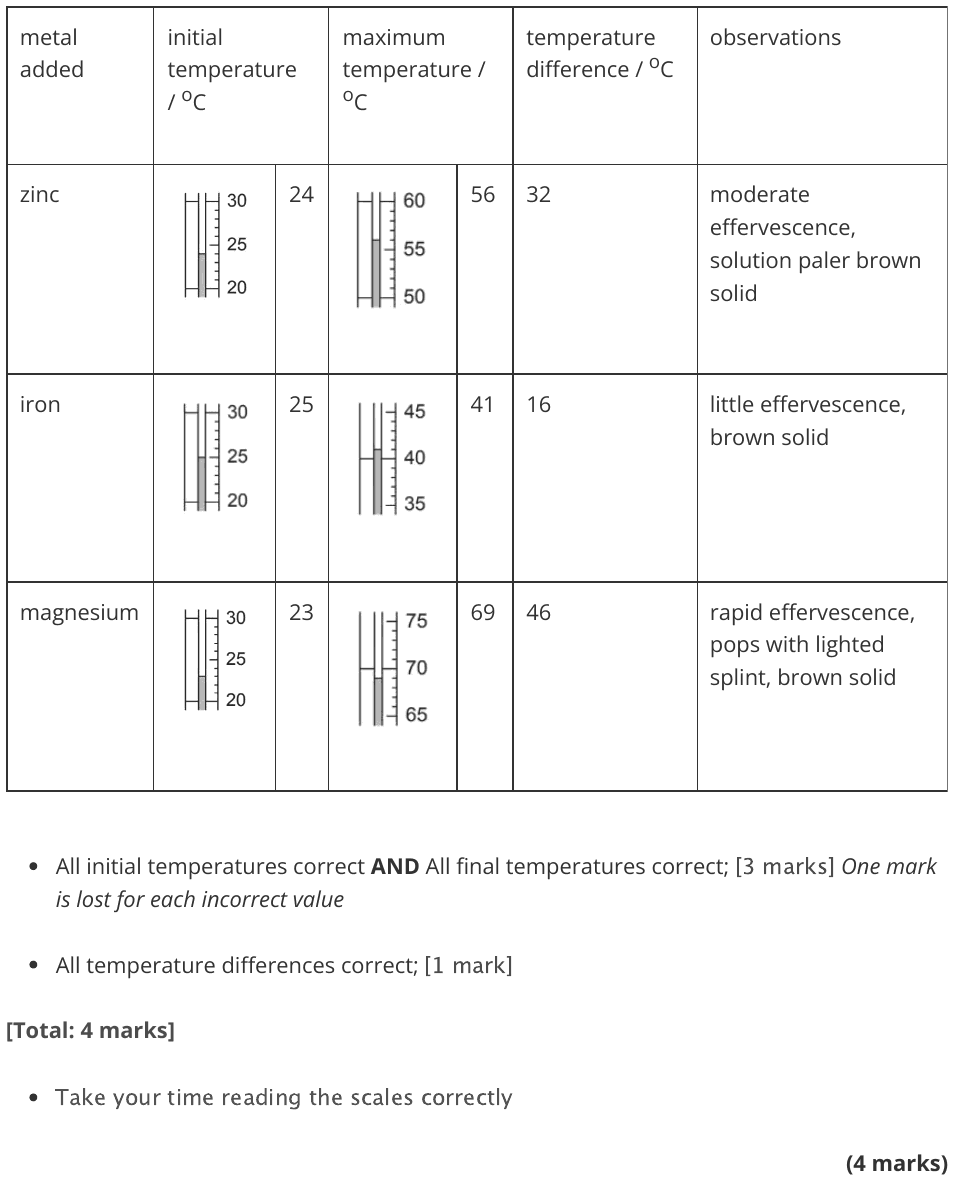 metal added
initial temperature / °C
maximum temperature / °C
temperature difference / °C
observations
zinc
30
25
20
24
60
55
50
56
32
moderate
effervescence,
solution paler brown
solid
iron
30
25
20
25
45
40
35
41
16
little effervescence,
brown solid
magnesium
30
25
20
23
75
70
65
69
46
rapid effervescence,
pops with lighted
splint, brown solid
• All initial temperatures correct AND All final temperatures correct; [3 marks] One mark
is lost for each incorrect value
• All temperature differences correct; [1 mark]
[Total: 4 marks]
• Take your time reading the scales correctly
(4 marks)